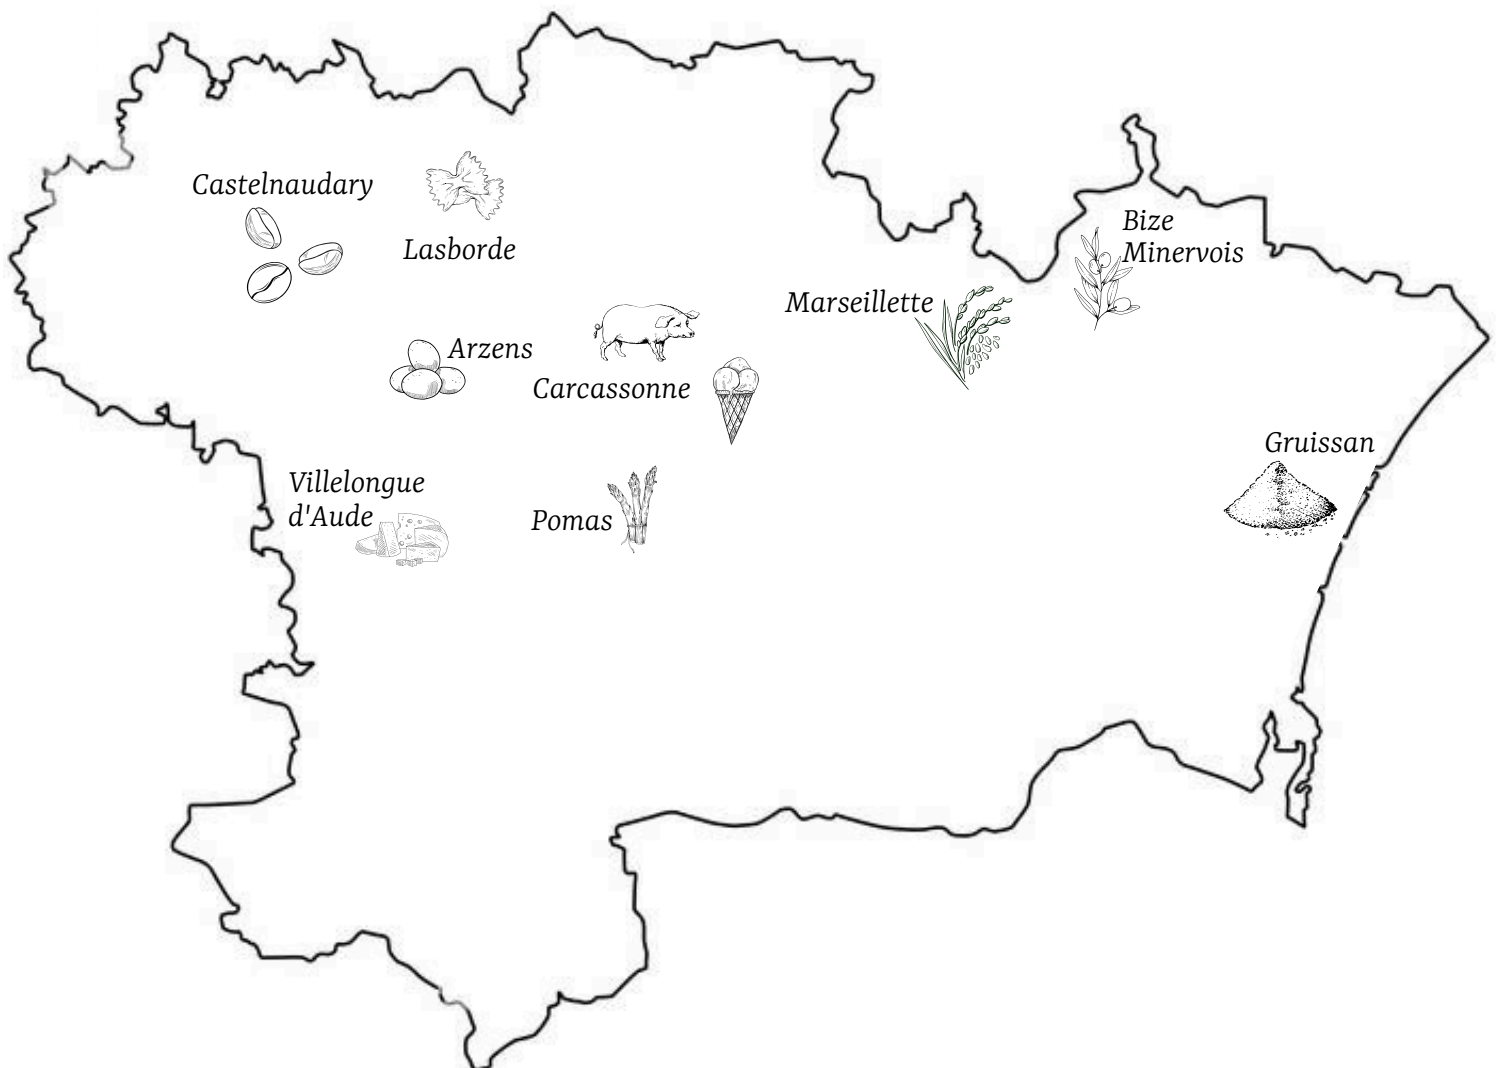 Castelnaudary
Lasborde
Bize
Minervois
Marseillette
Arzens
Carcassonne
Gruissan
Villelongue
d'Aude
Pomas